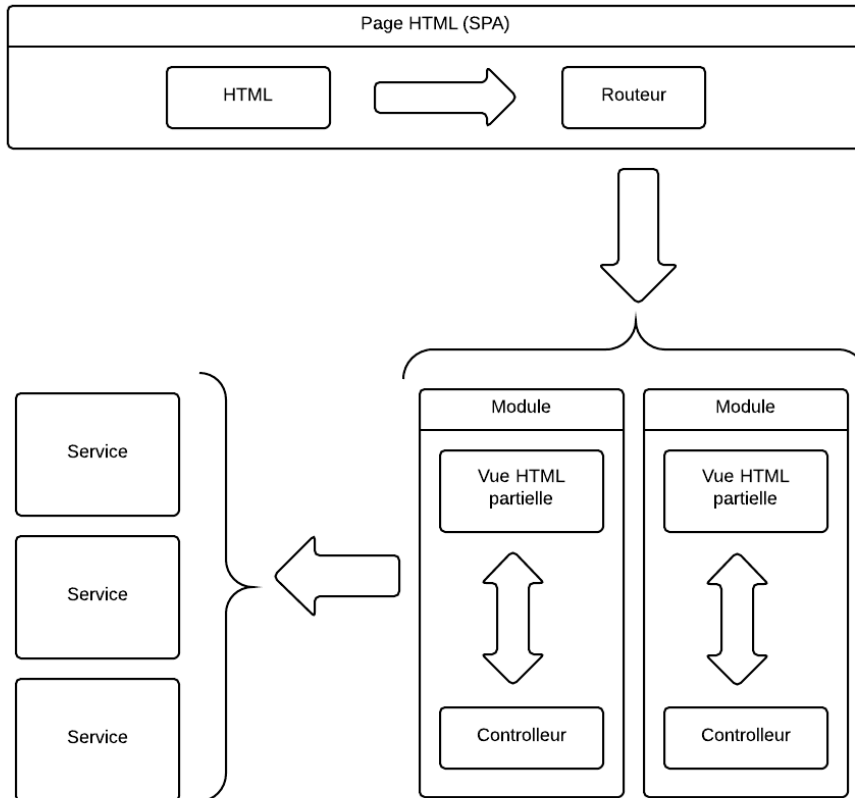 Page HTML (SPA)
HTML
Routeur
Module
Module
Vue HTML
partielle
Vue HTML
partielle
Controlleur
Controlleur
Service
Service
Service